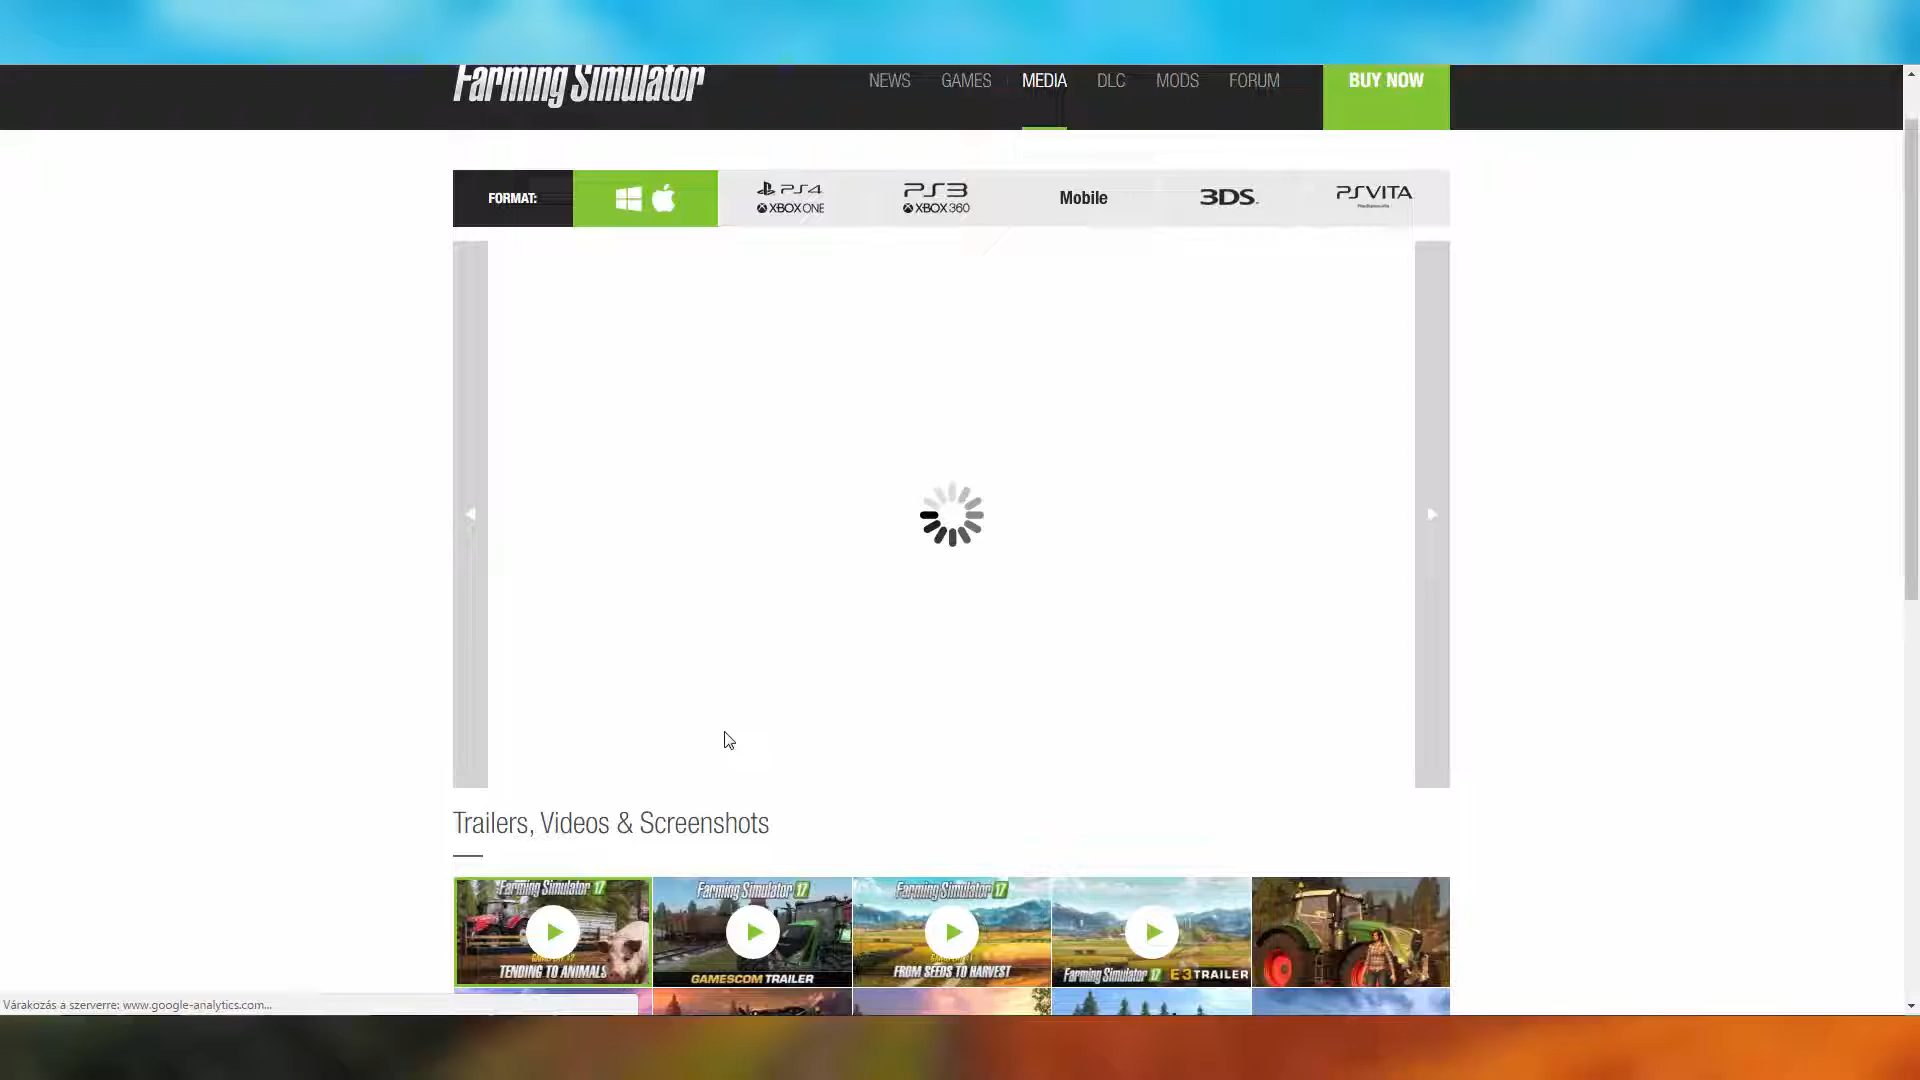 Farming Simulator
NEWS GAMES MEDIA DLC MODS FORUM BUY NOW
FORMAT: PS4 XBOX ONE PS3 XBOX 360 Mobile 3DS PSVITA
Trailers, Videos & Screenshots
Farming Simulator 17 TENDING TO ANIMALS
Farming Simulator 17 GAMESCOM TRAILER
Farming Simulator 17 FROM SEEDS TO HARVEST
Farming Simulator 17 E3 TRAILER
Várakozás a szerverre: www.google-analytics.com...